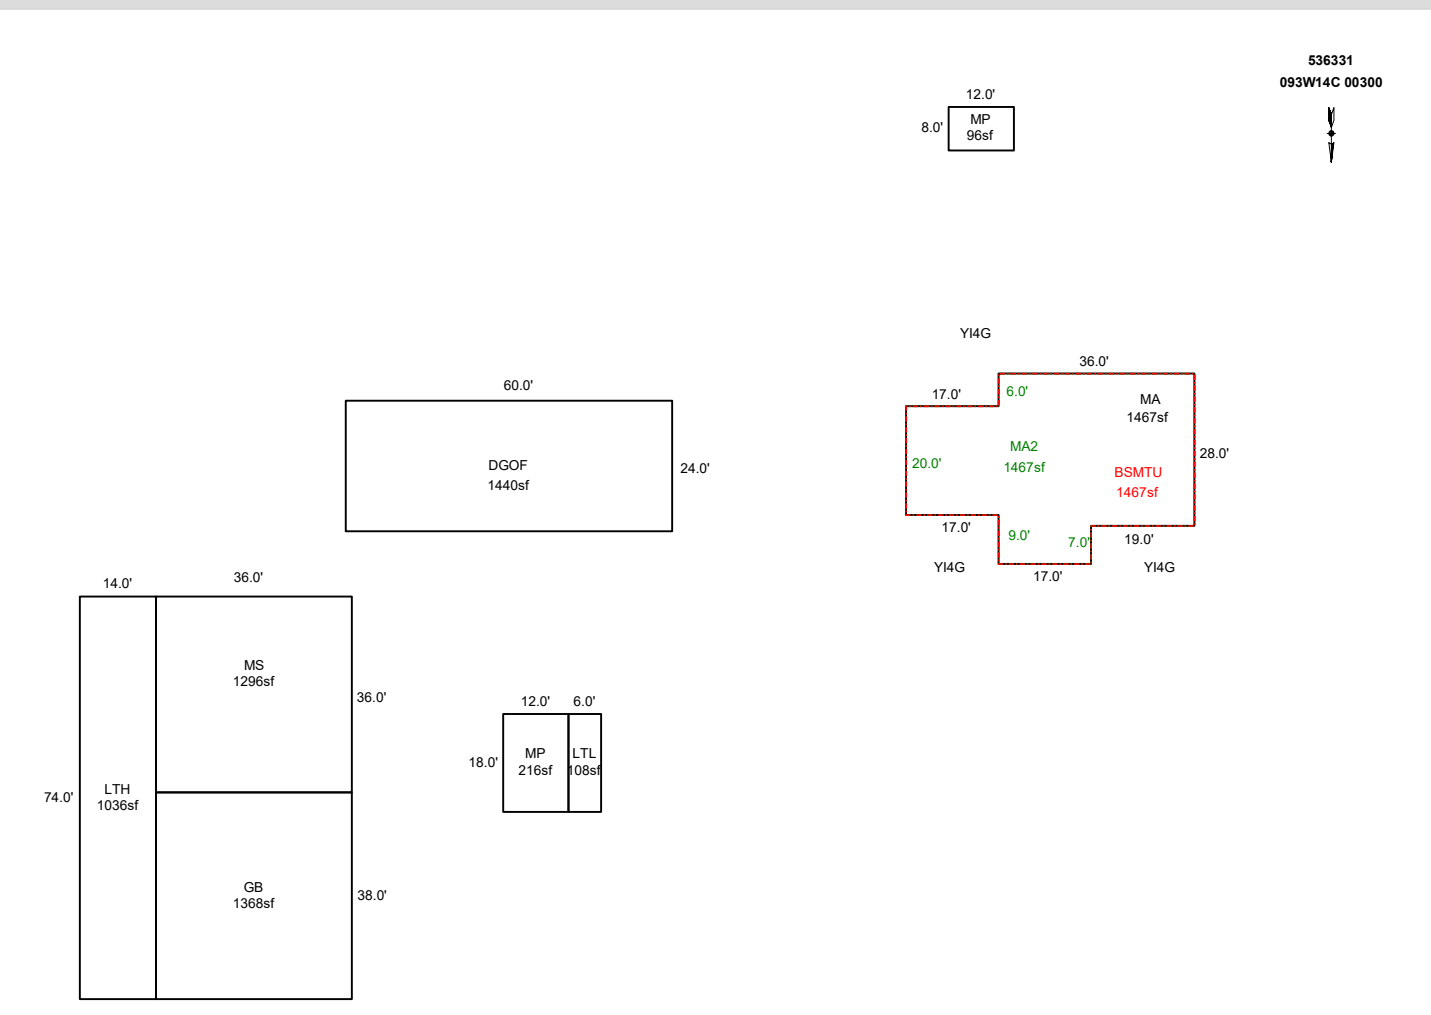 536331
093W14C 00300
N
12.0'
8.0'
MP
96sf
YI4G
36.0'
17.0'
6.0'
MA
1467sf
20.0'
MA2
1467sf
28.0'
BSMTU
1467sf
17.0'
9.0'
7.0'
19.0'
YI4G
17.0'
YI4G
60.0'
DGOF
1440sf
24.0'
14.0'
36.0'
MS
1296sf
36.0'
74.0'
LTH
1036sf
GB
1368sf
38.0'
12.0'
6.0'
18.0'
MP
216sf
LTL
108sf